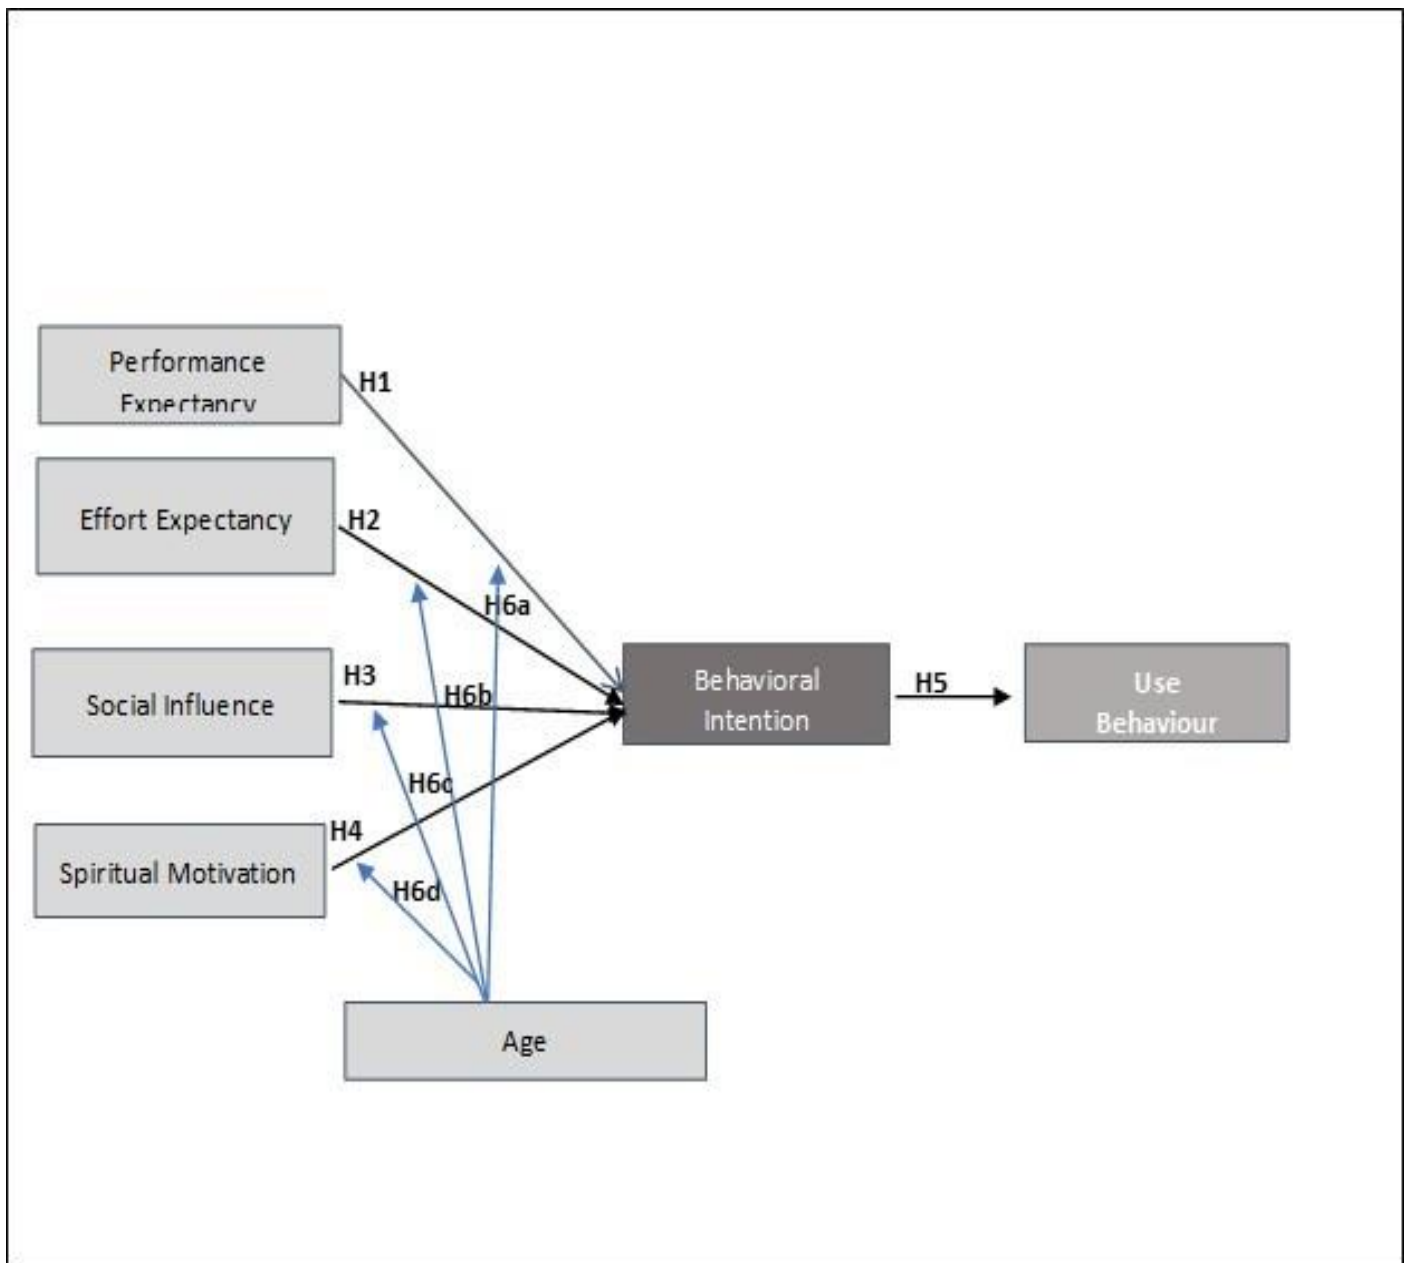 Performance
Expectancy
H1
Effort Expectancy
H2
H6a
Social Influence
H3
H6b
Behavioral
Intention
H5
Use
Behaviour
H6c
Spiritual Motivation
H4
H6d
Age